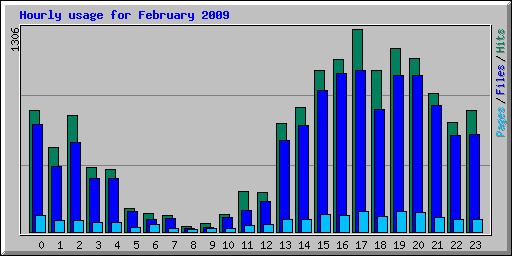 Hourly usage for February 2009
1306
Pages/Files/Hits
0 1 2 3 4 5 6 7 8 9 10 11 12 13 14 15 16 17 18 19 20 21 22 23